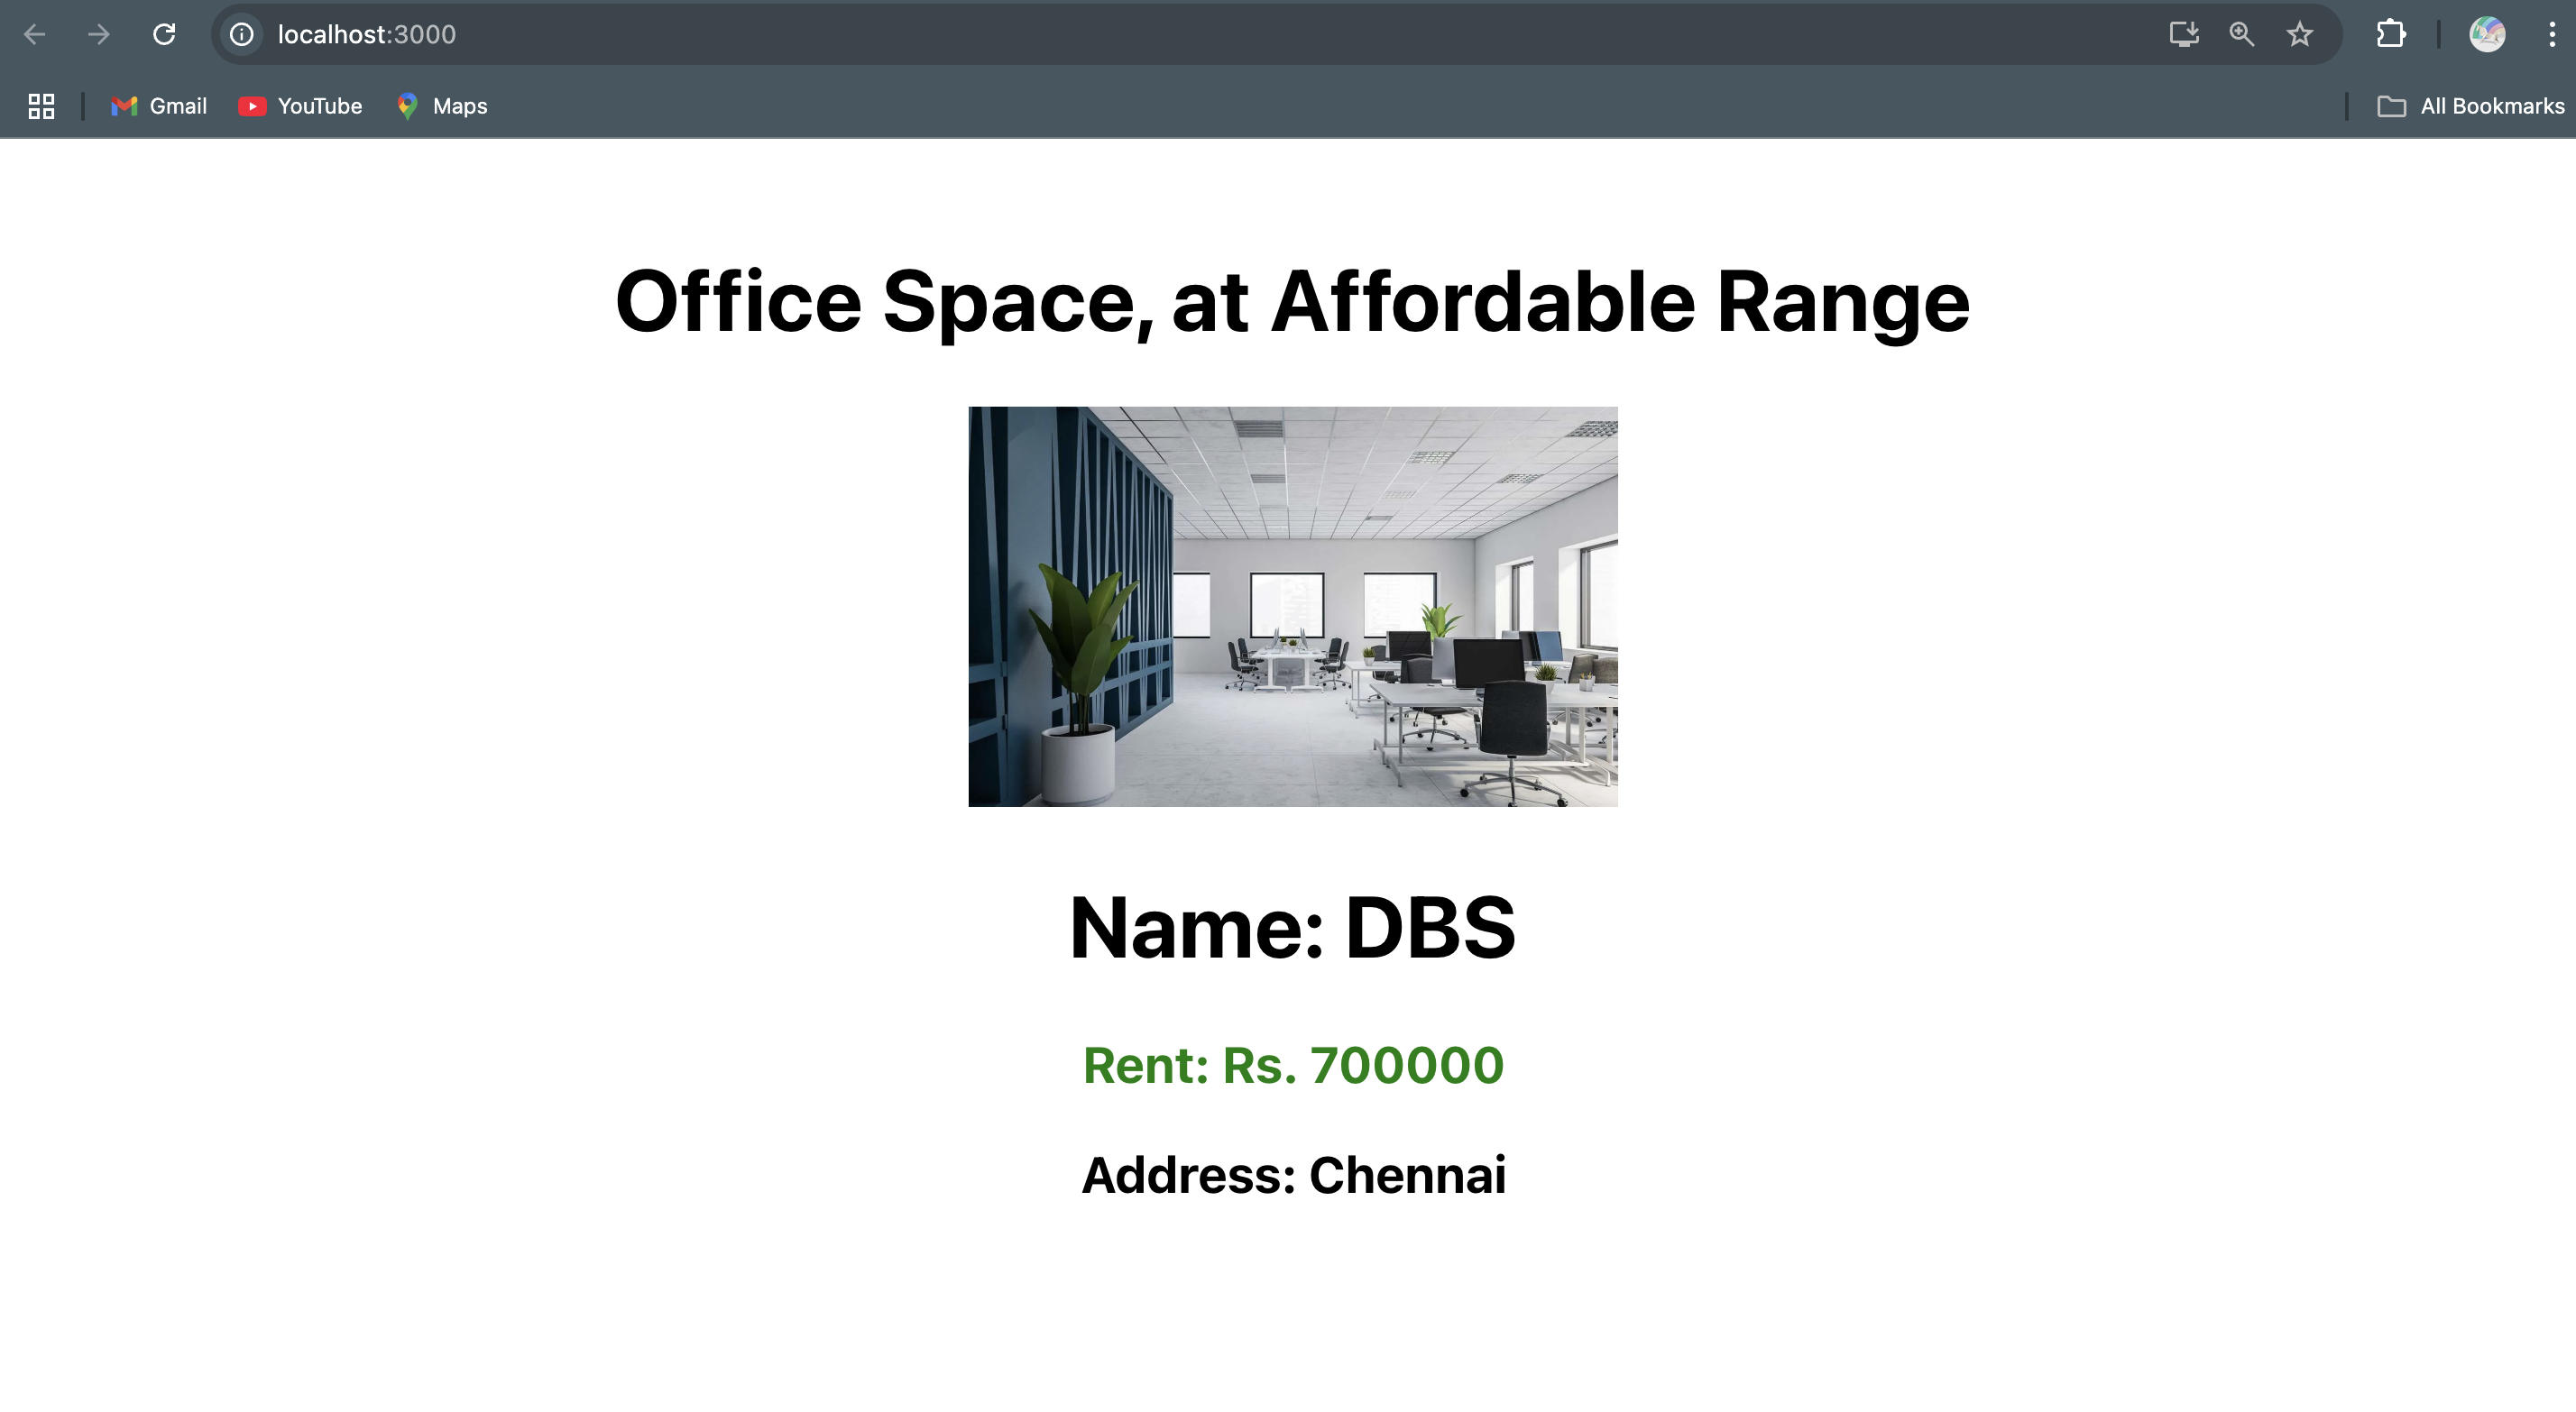 localhost:3000
Gmail YouTube Maps All Bookmarks
Office Space, at Affordable Range
Name: DBS
Rent: Rs. 700000
Address: Chennai